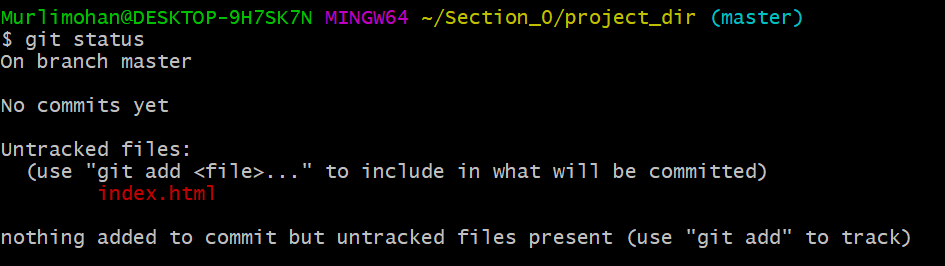 Murlimohan@DESKTOP-9H7SK7N MINGW64 ~/Section_0/project_dir (master)
$ git status
On branch master
No commits yet
Untracked files:
(use "git add <file>..." to include in what will be committed)
index.html
nothing added to commit but untracked files present (use "git add" to track)